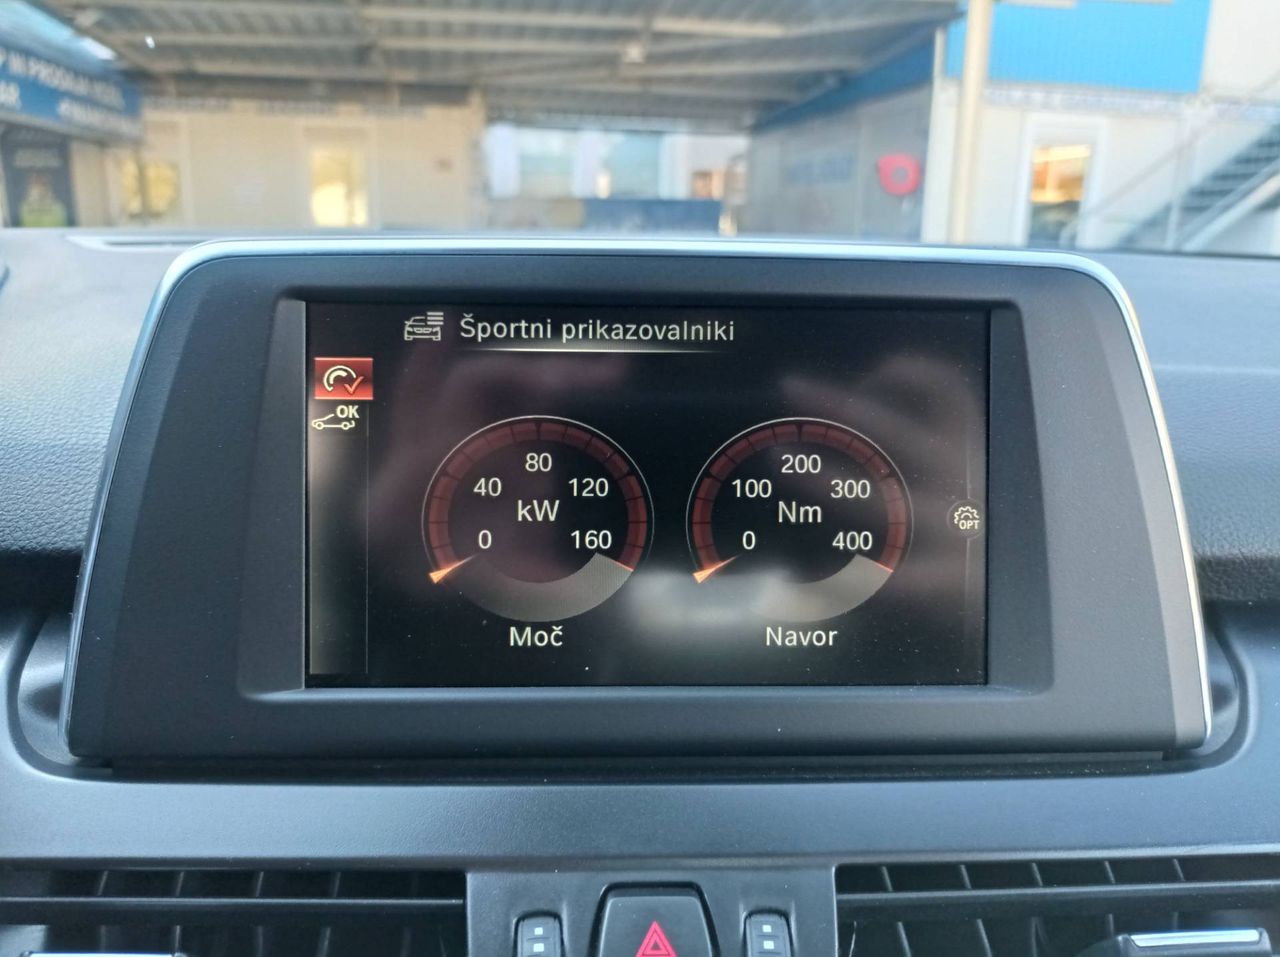 Športni prikazovalniki
OK
80
40 120
kW
0 160
Moč
200
100 300
Nm
0 400
Navor
OPT